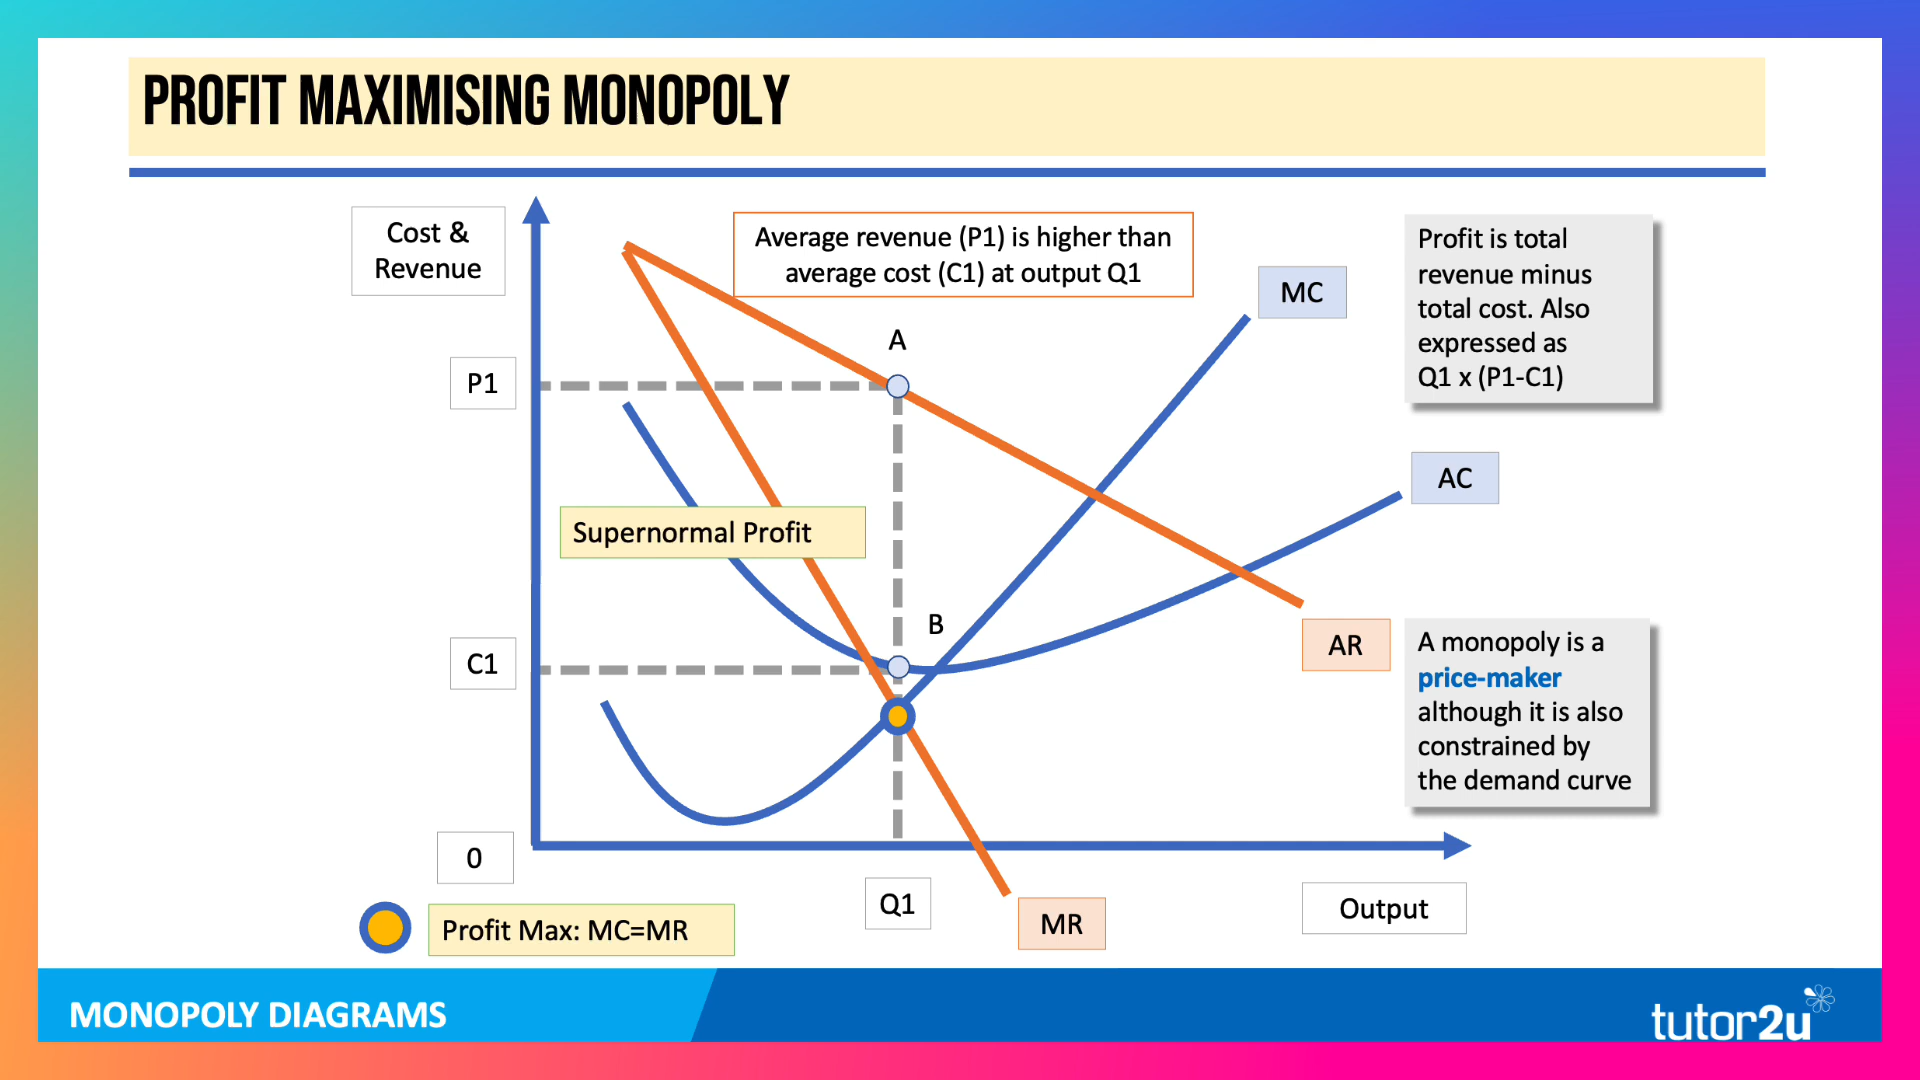 PROFIT MAXIMISING MONOPOLY
Cost &
Revenue
Average revenue (P1) is higher than
average cost (C1) at output Q1
MC
Profit is total
revenue minus
total cost. Also
expressed as
Q1 x (P1-C1)
A
P1
AC
Supernormal Profit
B
C1
AR
A monopoly is a
price-maker
although it is also
constrained by
the demand curve
0
Q1
Output
MR
Profit Max: MC=MR
MONOPOLY DIAGRAMS
tutor2u